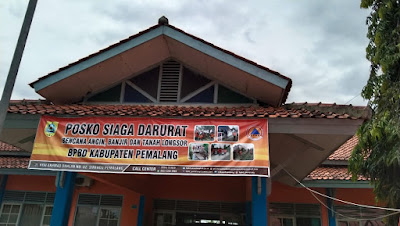 POSKO SIAGA DARURAT
BENCANA ANGIN, BANJIR DAN TANAH LONGSOR
BPBD KABUPATEN PEMALANG
CALL CENTER